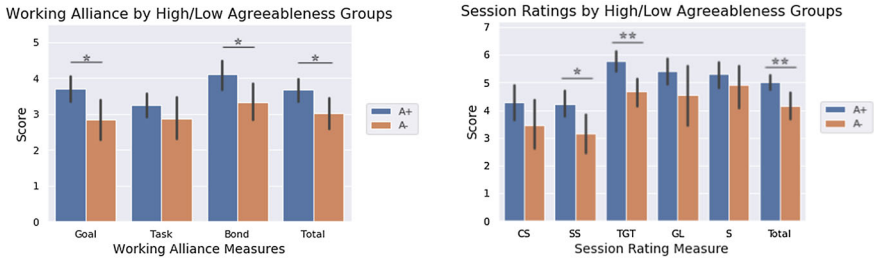 Working Alliance by High/Low Agreeableness Groups
5
4
3
2
1
0
Score
*
*
*
Goal Task Bond Total
Working Alliance Measures
A+
A-
Session Ratings by High/Low Agreeableness Groups
7
6
5
4
3
2
1
0
Score
*
**
**
CS SS TGT GL S Total
Session Rating Measure
A+
A-